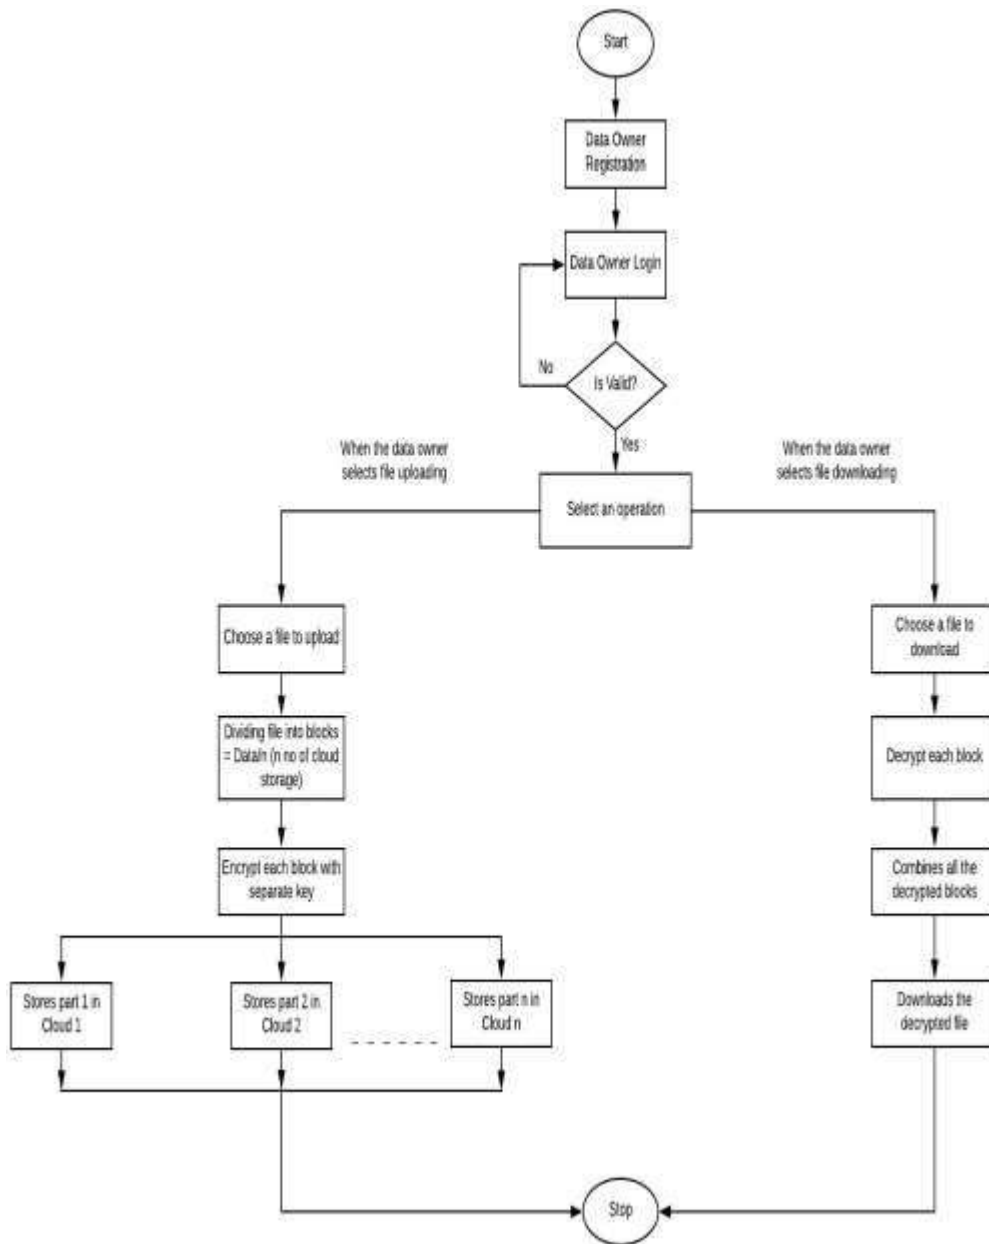 Start
Data Owner
Registration
Data Owner Login
No
Is Valid?
Yes
When the data owner
selects file uploading
When the data owner
selects file downloading
Select an operation
Choose a file to upload
Choose a file to
download
Dividing file into blocks
= Data/n (n no of cloud
storage)
Decrypt each block
Encrypt each block with
separate key
Combines all the
decrypted blocks
Stores part 1 in
Cloud 1
Stores part 2 in
Cloud 2
Stores part n in
Cloud n
Downloads the
decrypted file
Stop